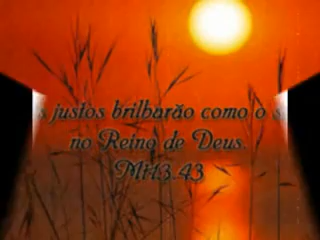 s justos brilharão como o s
no Reino de Deus.
Mt13.43